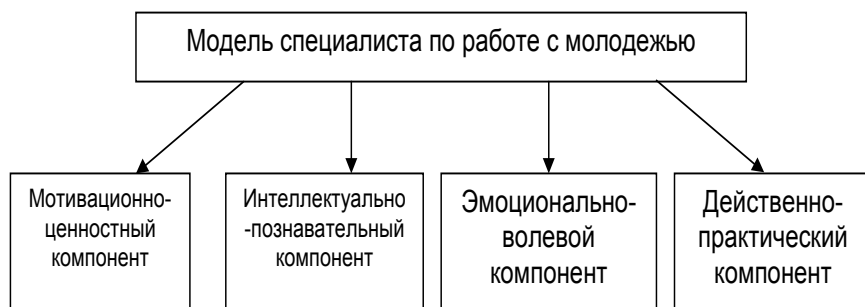 Модель специалиста по работе с молодежью
Мотивационно-
ценностный
компонент
Интеллектуально
-познавательный
компонент
Эмоционально-
волевой
компонент
Действенно-
практический
компонент